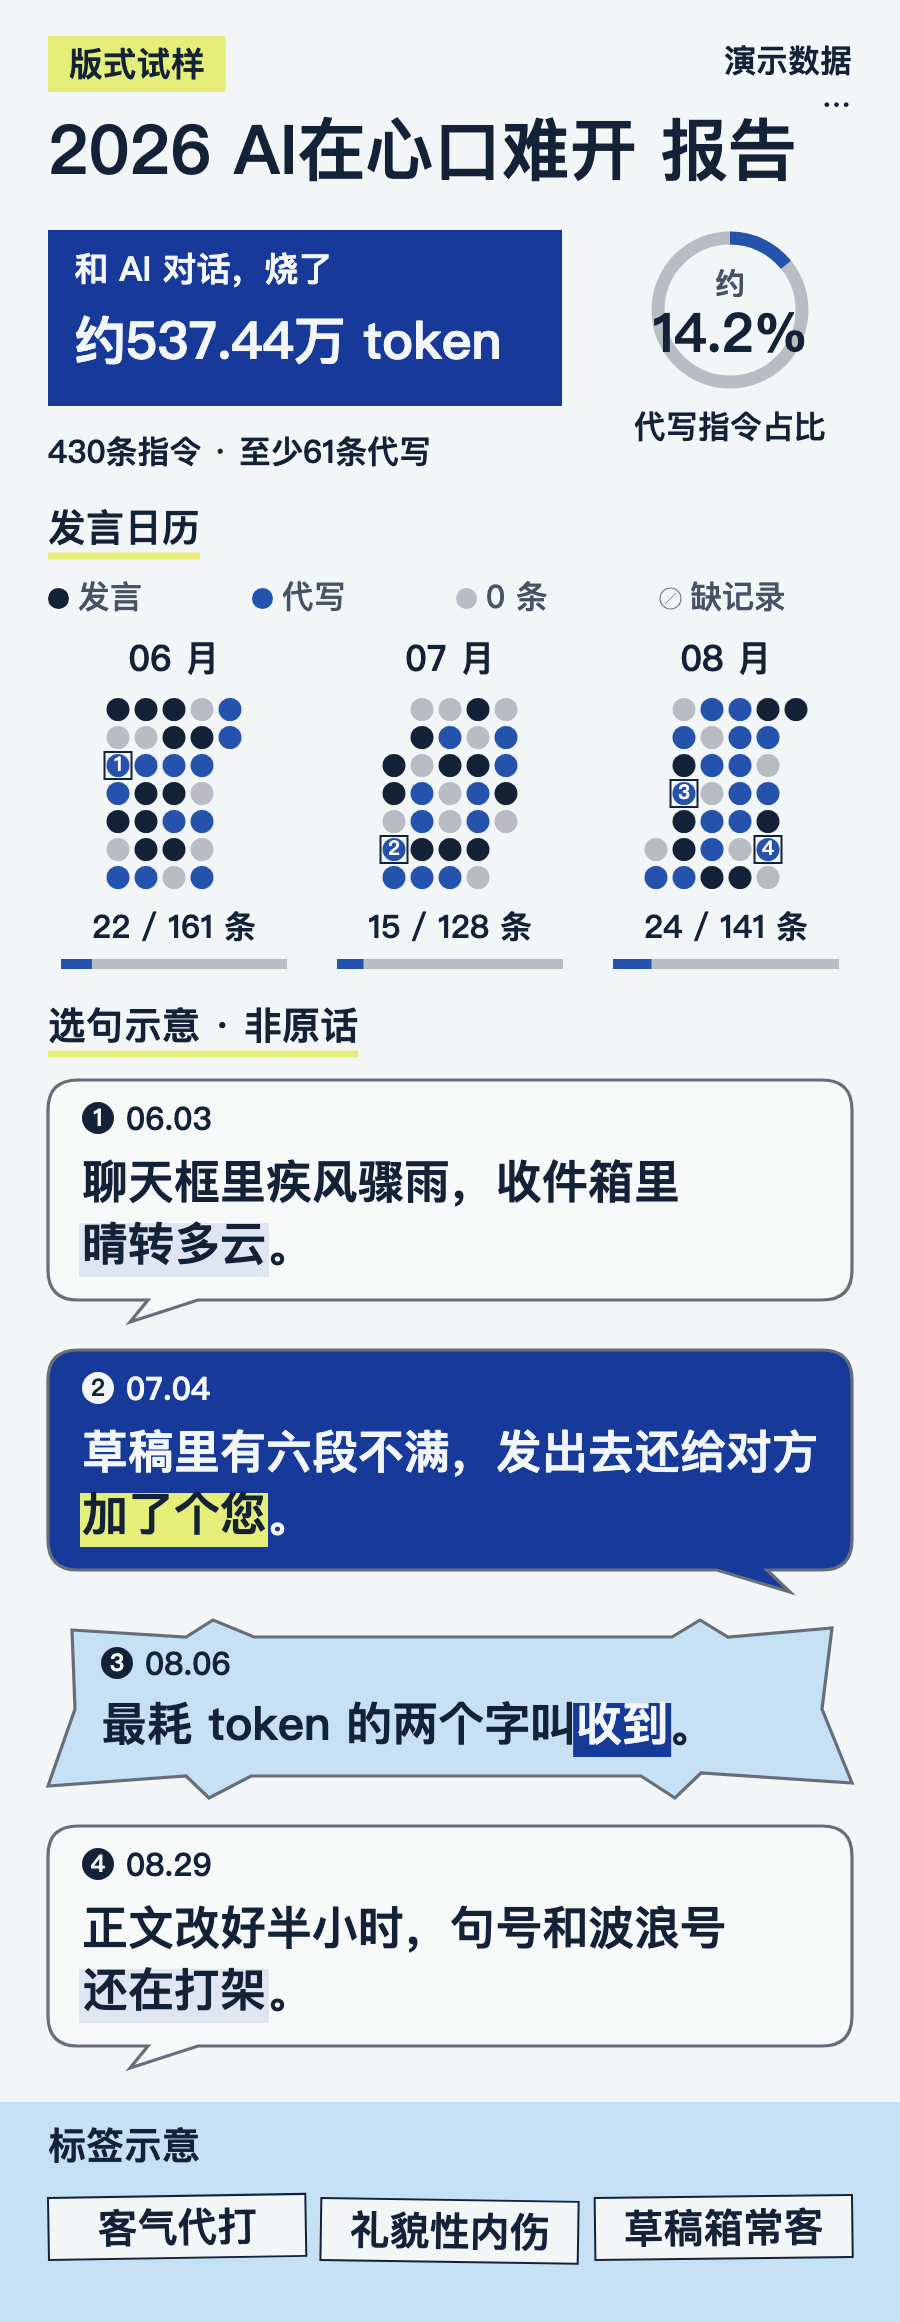 版式试样
演示数据
…
2026 AI在心口难开 报告
和 AI 对话，烧了
约537.44万 token
约
14.2%
代写指令占比
430条指令 · 至少61条代写
发言日历
发言 代写 0 条 缺记录
06 月 07 月 08 月
1
3
2 4
22 / 161 条 15 / 128 条 24 / 141 条
选句示意 · 非原话
1 06.03
聊天框里疾风骤雨，收件箱里
晴转多云。
2 07.04
草稿里有六段不满，发出去还给对方
加了个您。
3 08.06
最耗 token 的两个字叫收到。
4 08.29
正文改好半小时，句号和波浪号
还在打架。
标签示意
客气代打 礼貌性内伤 草稿箱常客